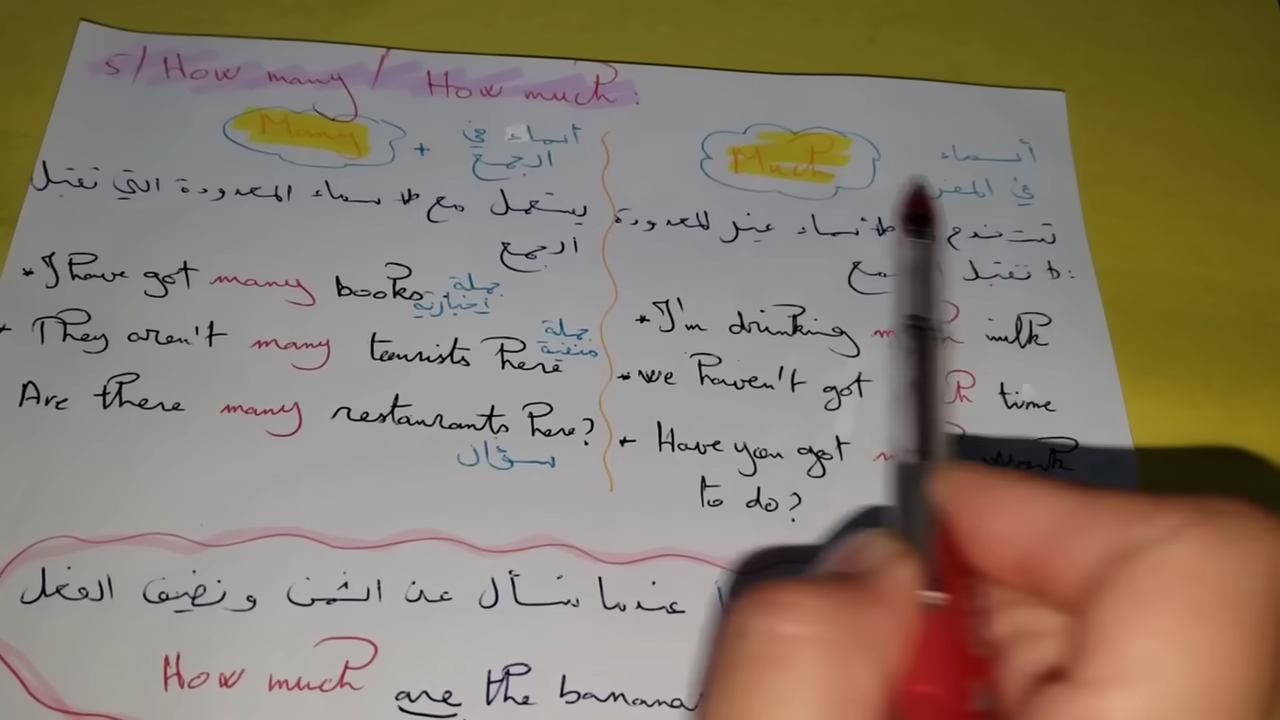 5/ How many / How much:
Many + أسماء في
الجمع
يستعمل مع الأسماء المعدودة التي تقبل
الجمع
* I have got many books جملة
إخبارية
* They aren't many tourists here جملة
منفية
Are there many restaurants here?
سؤال
Much أسماء
في
الأسماء غير المعدودة
لا تقبل
* I'm drinking milk
* we haven't got time
* Have you got
to do?
عندما نسأل عن الثمن ونضيف الفعل
How much are the banana